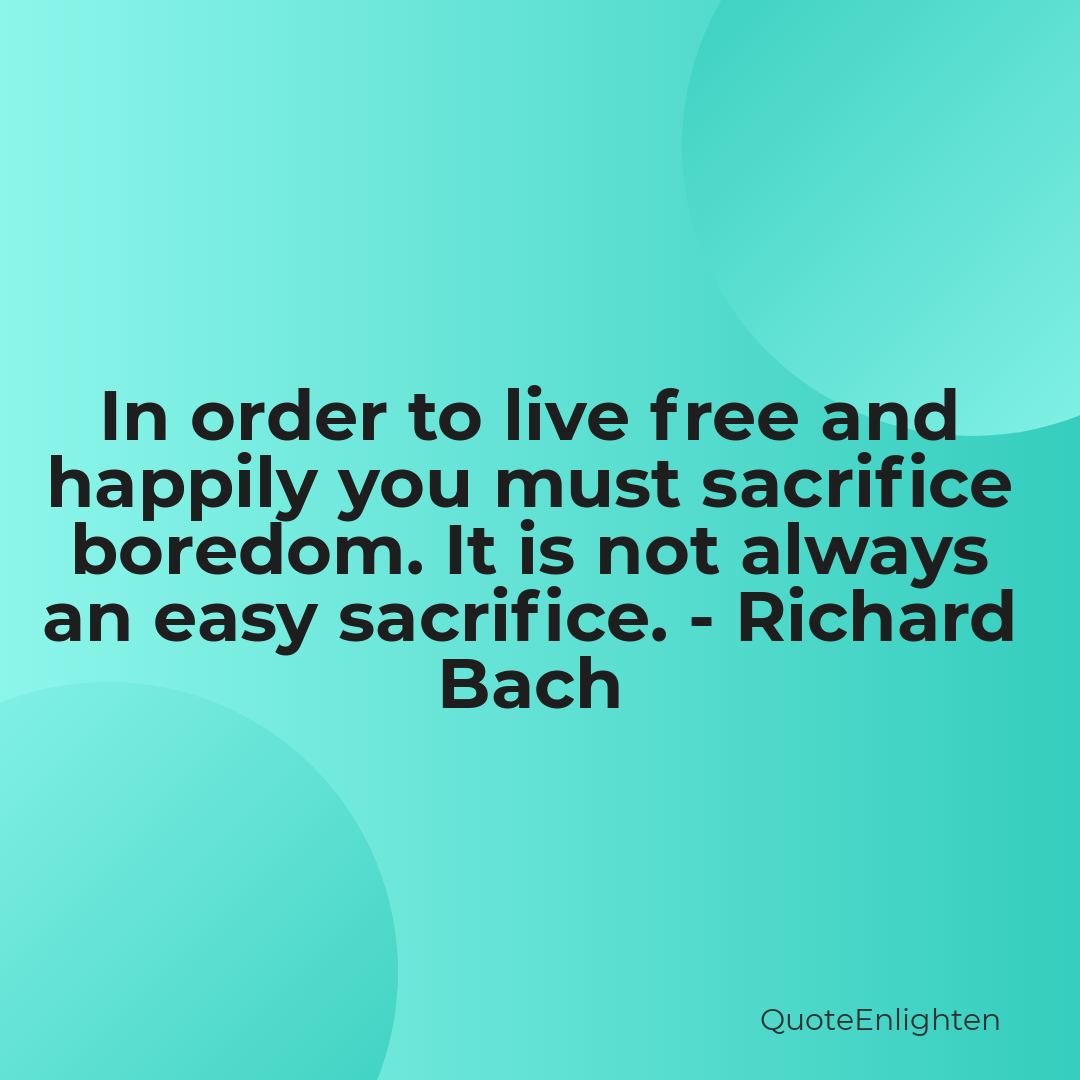 In order to live free and
happily you must sacrifice
boredom. It is not always
an easy sacrifice. - Richard
Bach
QuoteEnlighten